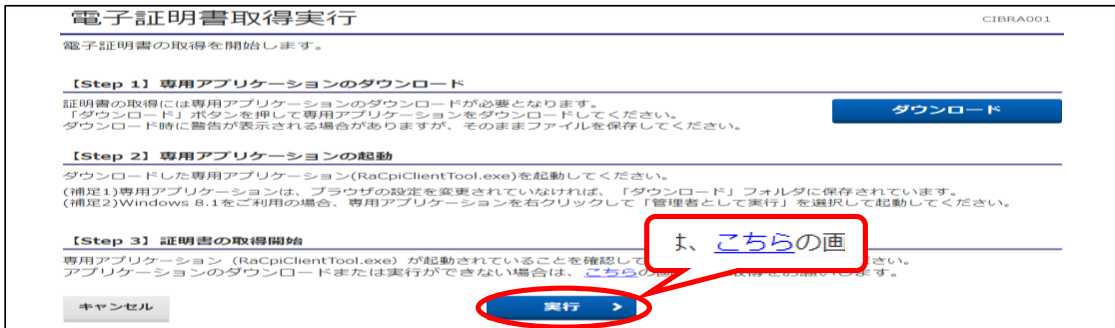 電子証明書取得実行
CIBRA001
電子証明書の取得を開始します。
【Step 1】専用アプリケーションのダウンロード
証明書の取得には専用アプリケーションのダウンロードが必要となります。
「ダウンロード」ボタンを押して専用アプリケーションをダウンロードしてください。
ダウンロード時に警告が表示される場合がありますが、そのままファイルを保存してください。
ダウンロード
【Step 2】専用アプリケーションの起動
ダウンロードした専用アプリケーション(RaCpiClientTool.exe)を起動してください。
(補足1)専用アプリケーションは、ブラウザの設定を変更されていなければ、「ダウンロード」フォルダに保存されています。
(補足2)Windows 8.1をご利用の場合、専用アプリケーションを右クリックして「管理者として実行」を選択して起動してください。
【Step 3】証明書の取得開始
は、こちらの画
専用アプリケーション（RaCpiClientTool.exe）が起動されていることを確認して さい。
アプリケーションのダウンロードまたは実行ができない場合は、こちらの します。
キャンセル
実行 >